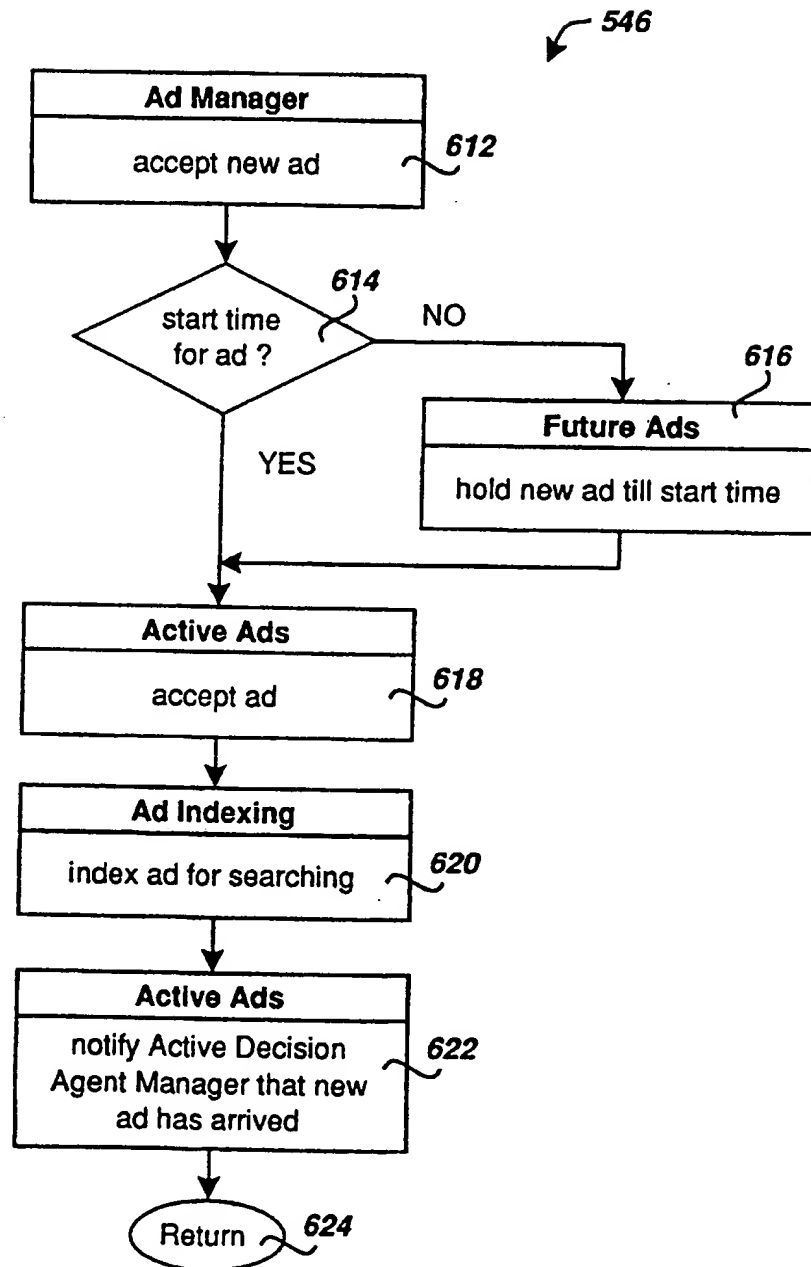 546
Ad Manager
accept new ad
612
start time
for ad ?
614
NO
YES
616
Future Ads
hold new ad till start time
Active Ads
accept ad
618
Ad Indexing
index ad for searching
620
Active Ads
notify Active Decision
Agent Manager that new
ad has arrived
622
Return
624